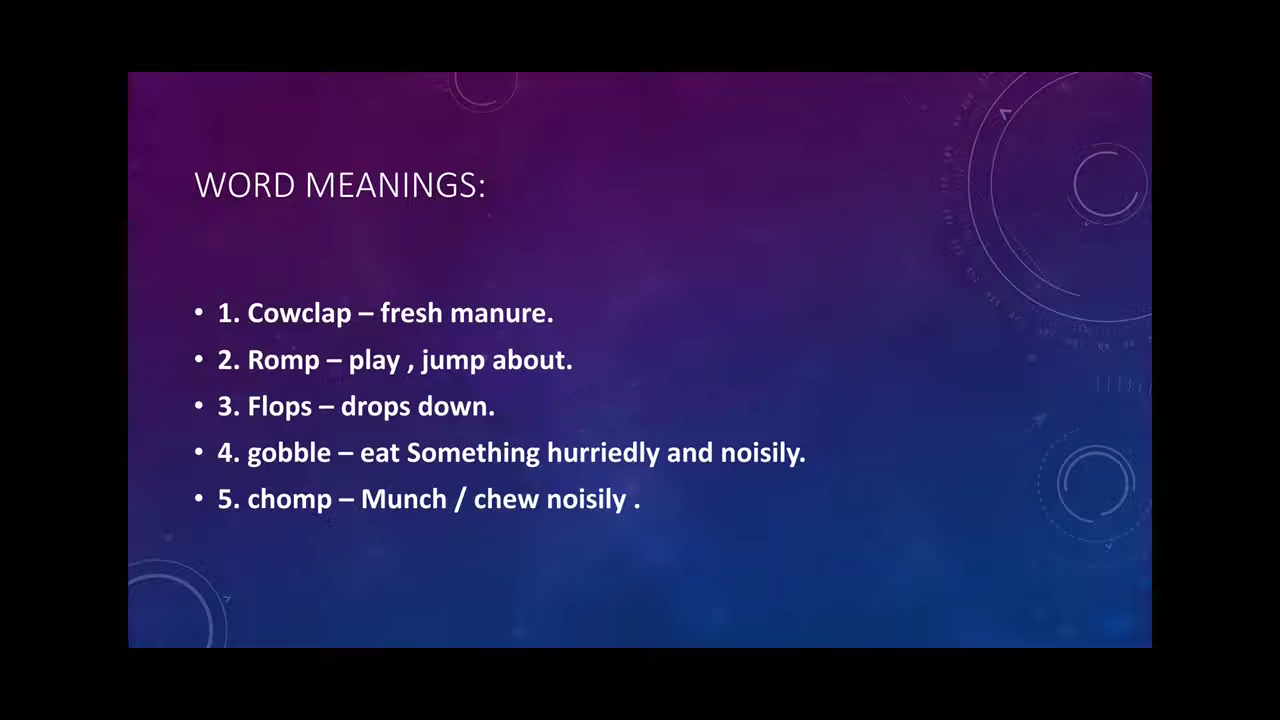 WORD MEANINGS:
• 1. Cowclap – fresh manure.
• 2. Romp – play , jump about.
• 3. Flops – drops down.
• 4. gobble – eat Something hurriedly and noisily.
• 5. chomp – Munch / chew noisily .